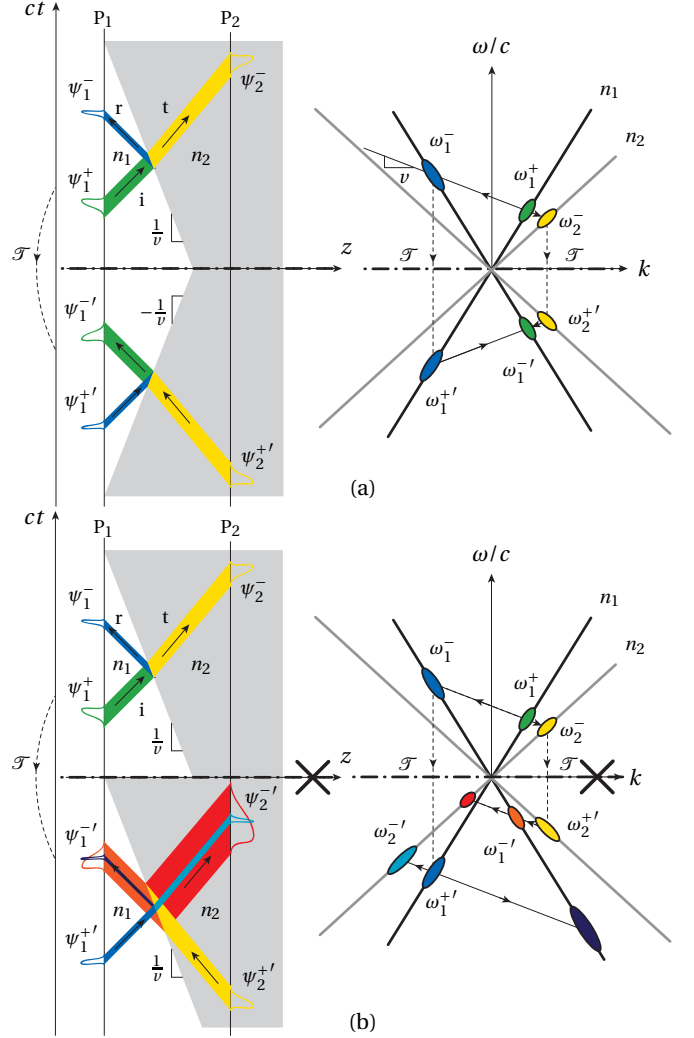 ct P₁ P₂ ω/c
ψ₁⁻ ψ₂⁻ n₁
r t n₂
n₁ n₂ ω₁⁻
ψ₁⁺ v ω₁⁺
i ω₂⁻
1/v
𝒯 z 𝒯 𝒯 k
−1/v
ψ₁⁻′ ω₂⁺′
ω₁⁻′
ψ₁⁺′ ω₁⁺′
ψ₂⁺′
(a)
ct P₁ P₂ ω/c
ψ₁⁻ ψ₂⁻ n₁
r t n₂
n₁ n₂ ω₁⁻
ψ₁⁺ ω₁⁺
i ω₂⁻
1/v
𝒯 z 𝒯 𝒯 k
ψ₂⁻′
ψ₁⁻′ ω₂⁻′ ω₂⁺′
n₁ n₂ ω₁⁻′
ψ₁⁺′ ω₁⁺′
1/v ψ₂⁺′
(b)